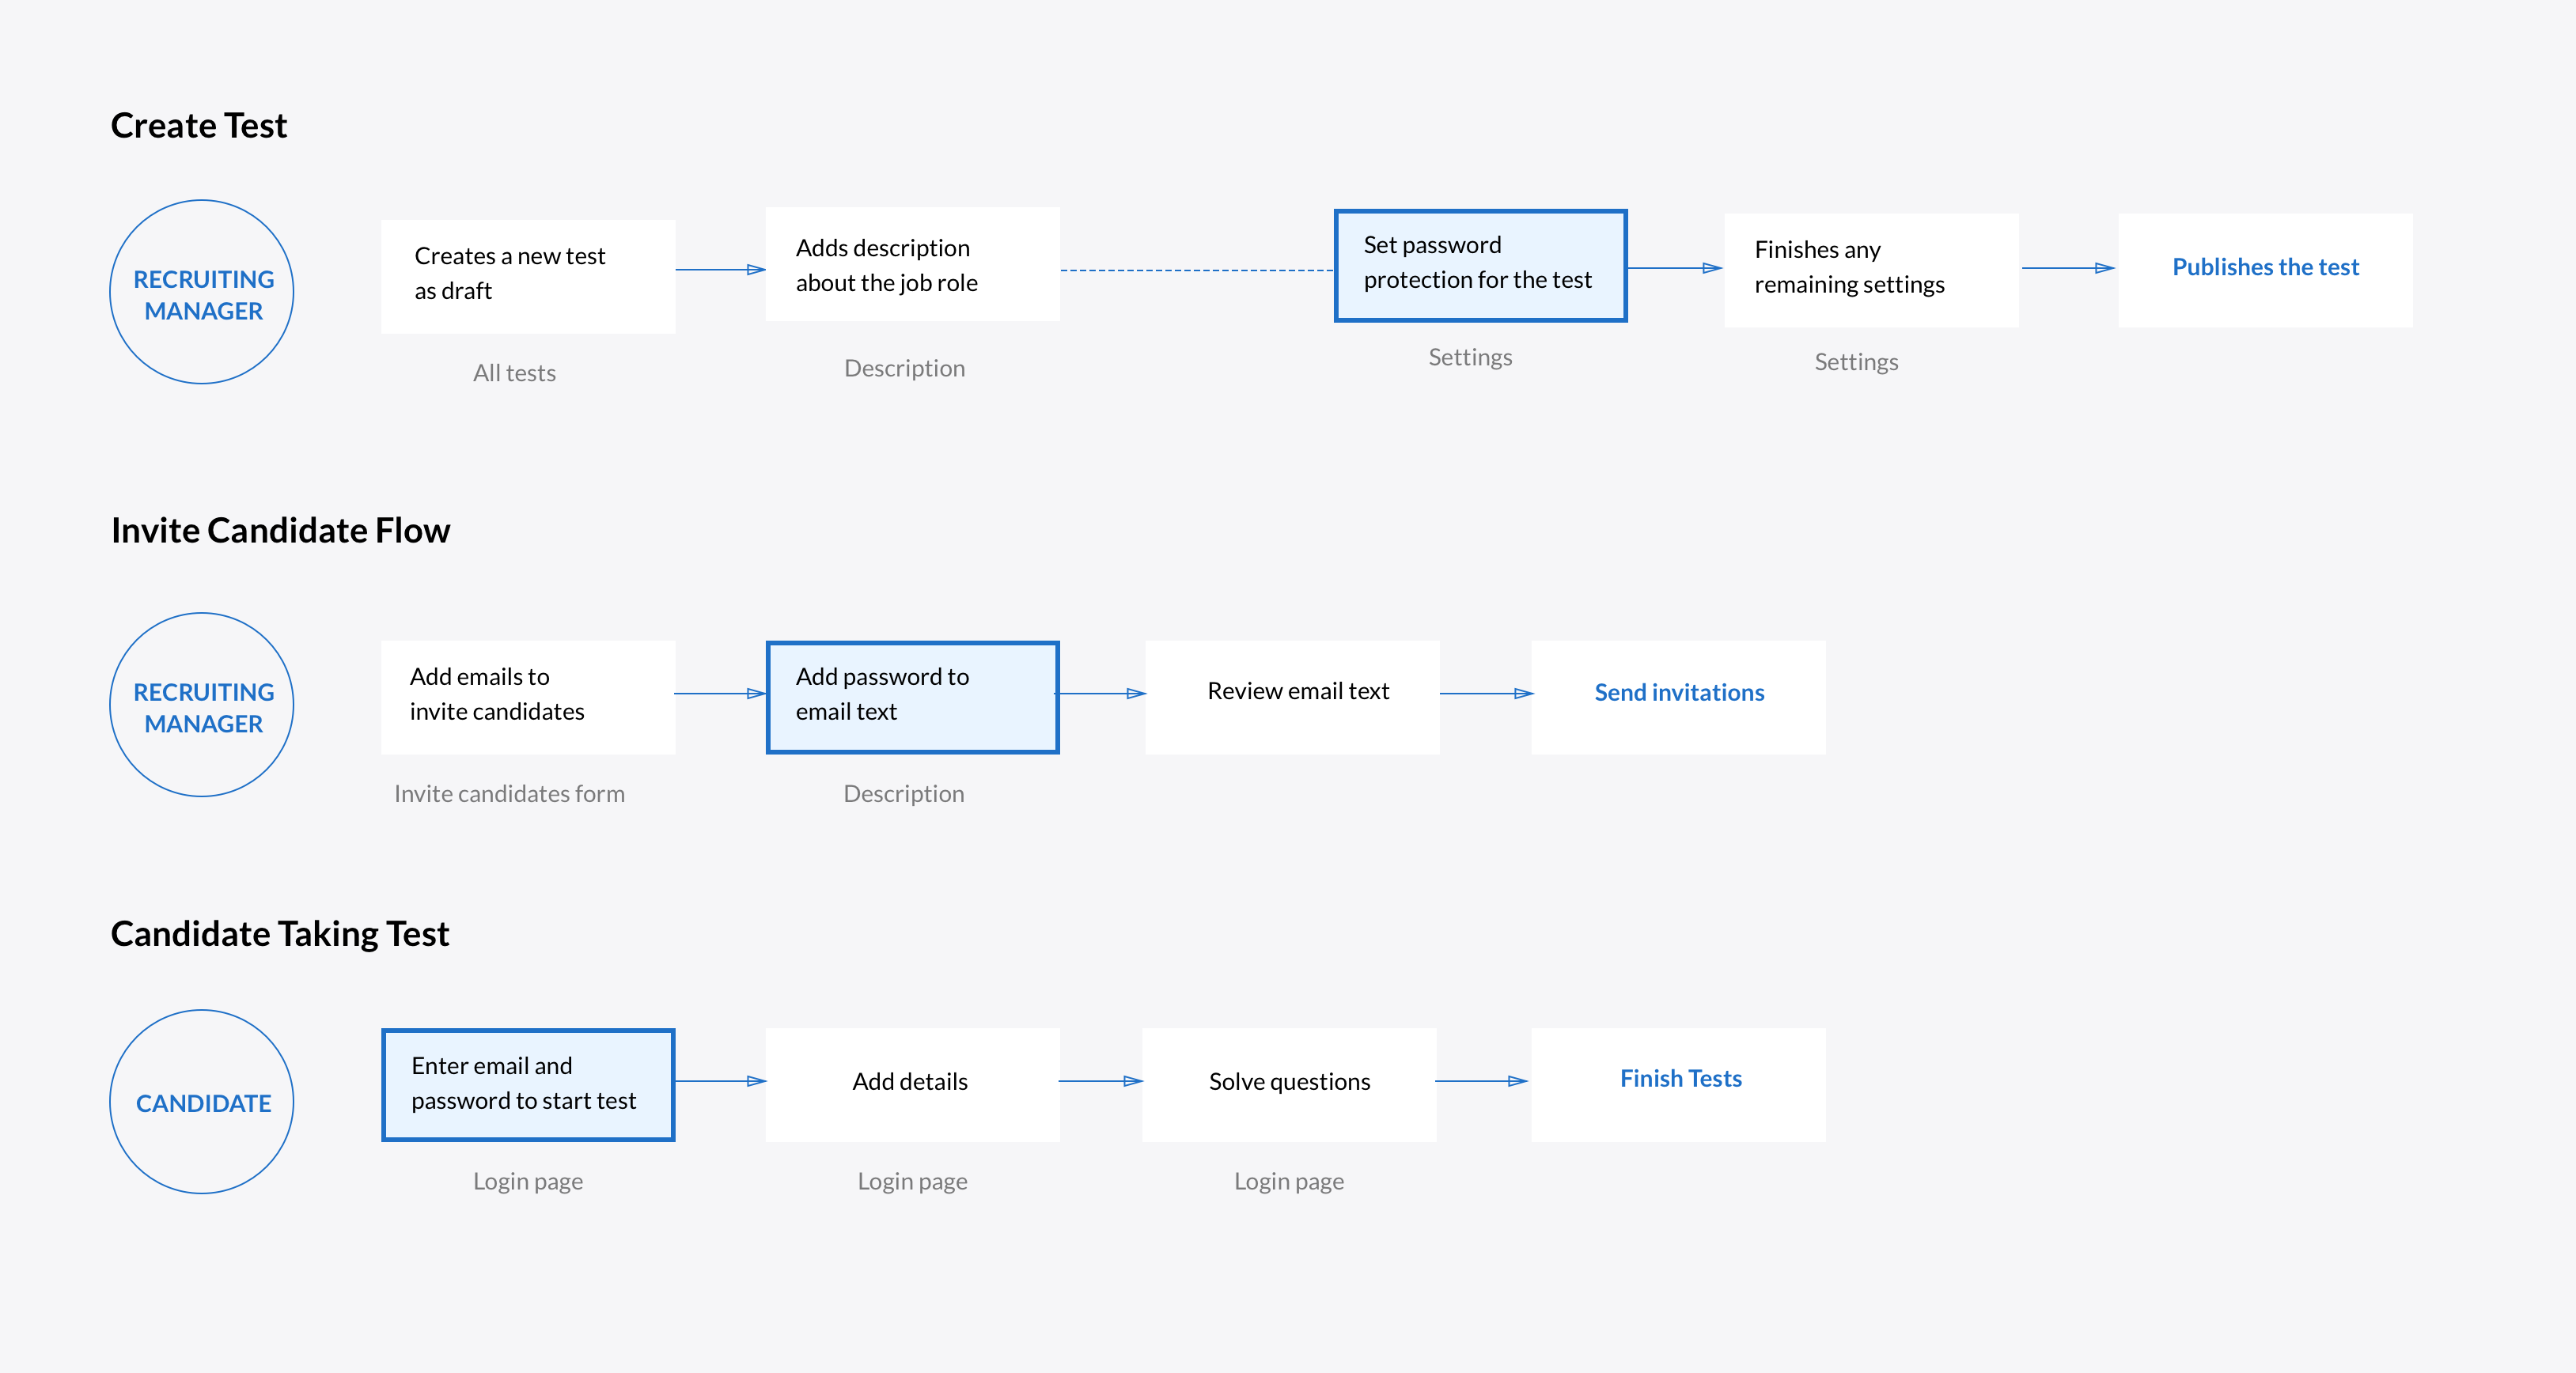 Create Test
RECRUITING
MANAGER
Creates a new test
as draft
All tests
Adds description
about the job role
Description
Set password
protection for the test
Settings
Finishes any
remaining settings
Settings
Publishes the test
Invite Candidate Flow
RECRUITING
MANAGER
Add emails to
invite candidates
Invite candidates form
Add password to
email text
Description
Review email text
Send invitations
Candidate Taking Test
CANDIDATE
Enter email and
password to start test
Login page
Add details
Login page
Solve questions
Login page
Finish Tests